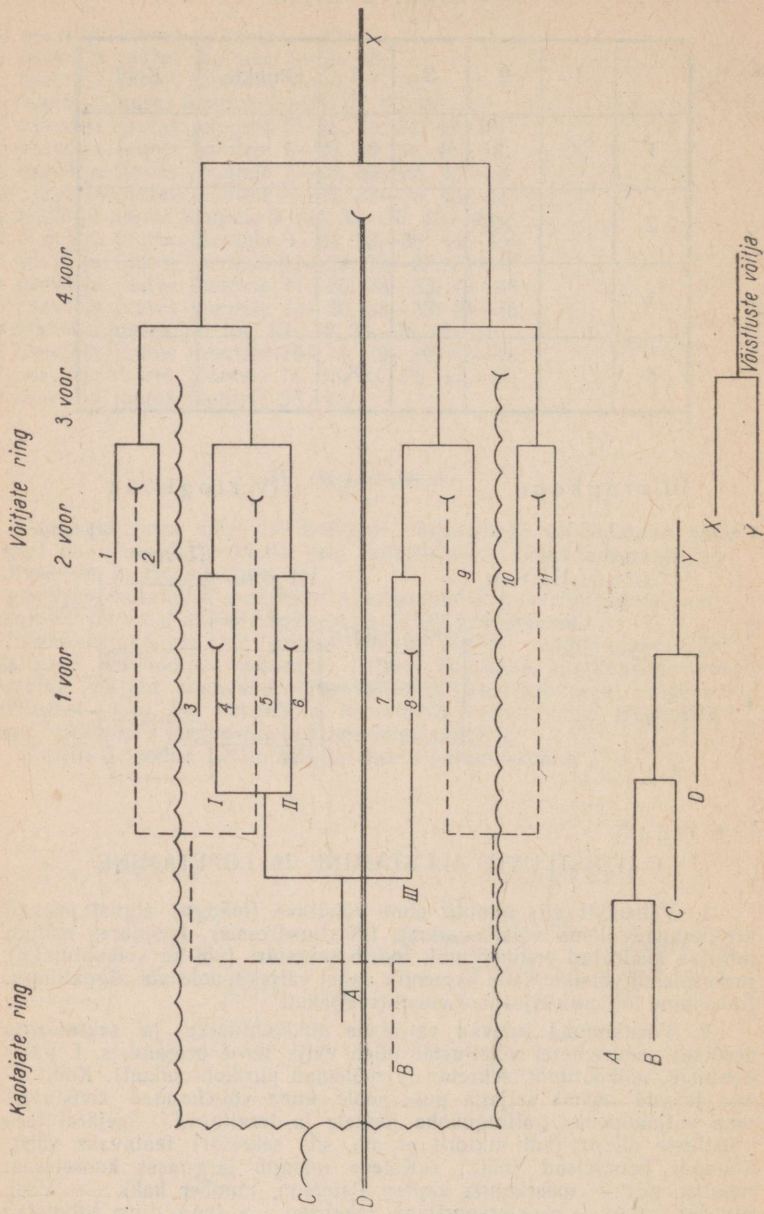 Kaotajate ring
Võitjate ring
1. voor
2. voor
3 voor
4. voor
1
2
3
4
5
6
7
8
9
10
11
I
II
III
A
B
C
D
X
A
B
C
D
Y
X
Y
Võistluste võitja